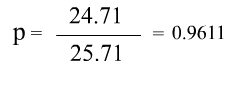 p = 24.71 / 25.71 = 0.9611